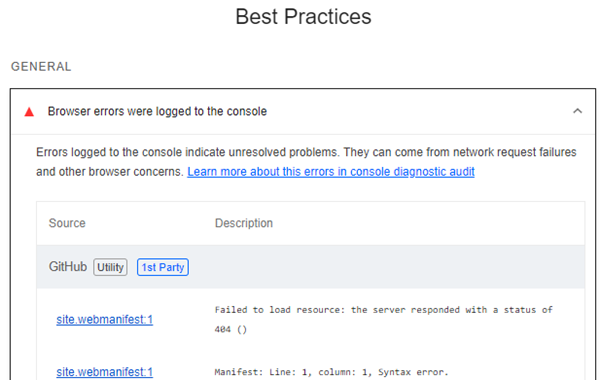 Best Practices
GENERAL
Browser errors were logged to the console
Errors logged to the console indicate unresolved problems. They can come from network request failures
and other browser concerns. Learn more about this errors in console diagnostic audit
Source Description
GitHub Utility 1st Party
site.webmanifest:1 Failed to load resource: the server responded with a status of
404 ()
site.webmanifest:1 Manifest: Line: 1, column: 1, Syntax error.